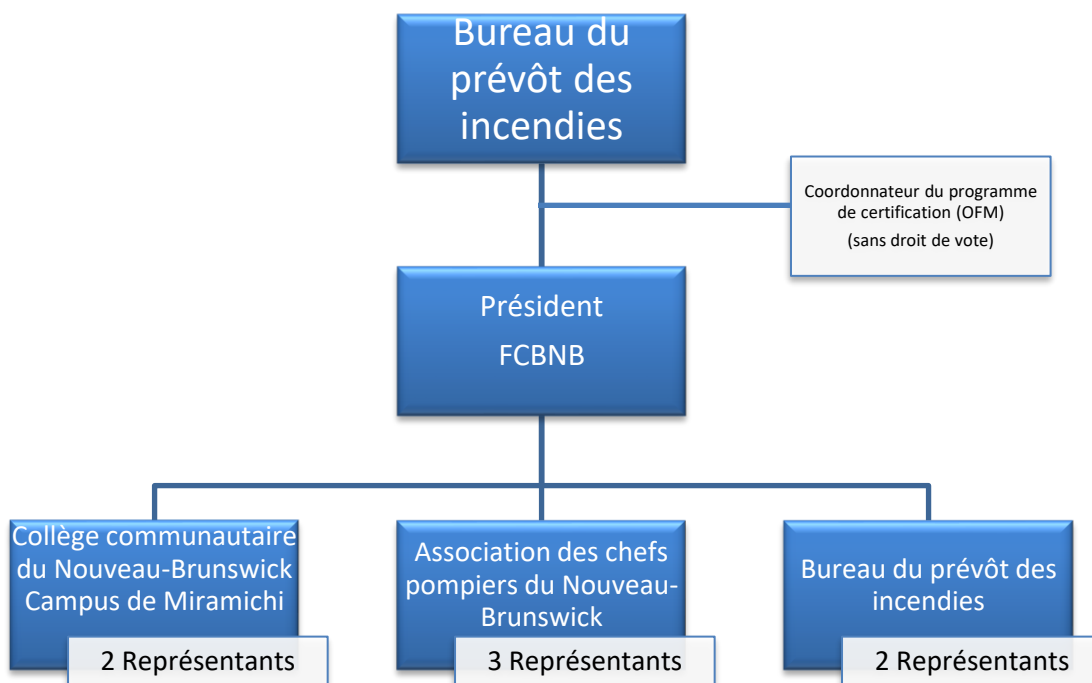 Bureau du
prévôt des
incendies
Coordonnateur du programme
de certification (OFM)
(sans droit de vote)
Président
FCBNB
Collège communautaire
du Nouveau-Brunswick
Campus de Miramichi
2 Représentants
Association des chefs
pompiers du Nouveau-
Brunswick
3 Représentants
Bureau du prévôt des
incendies
2 Représentants